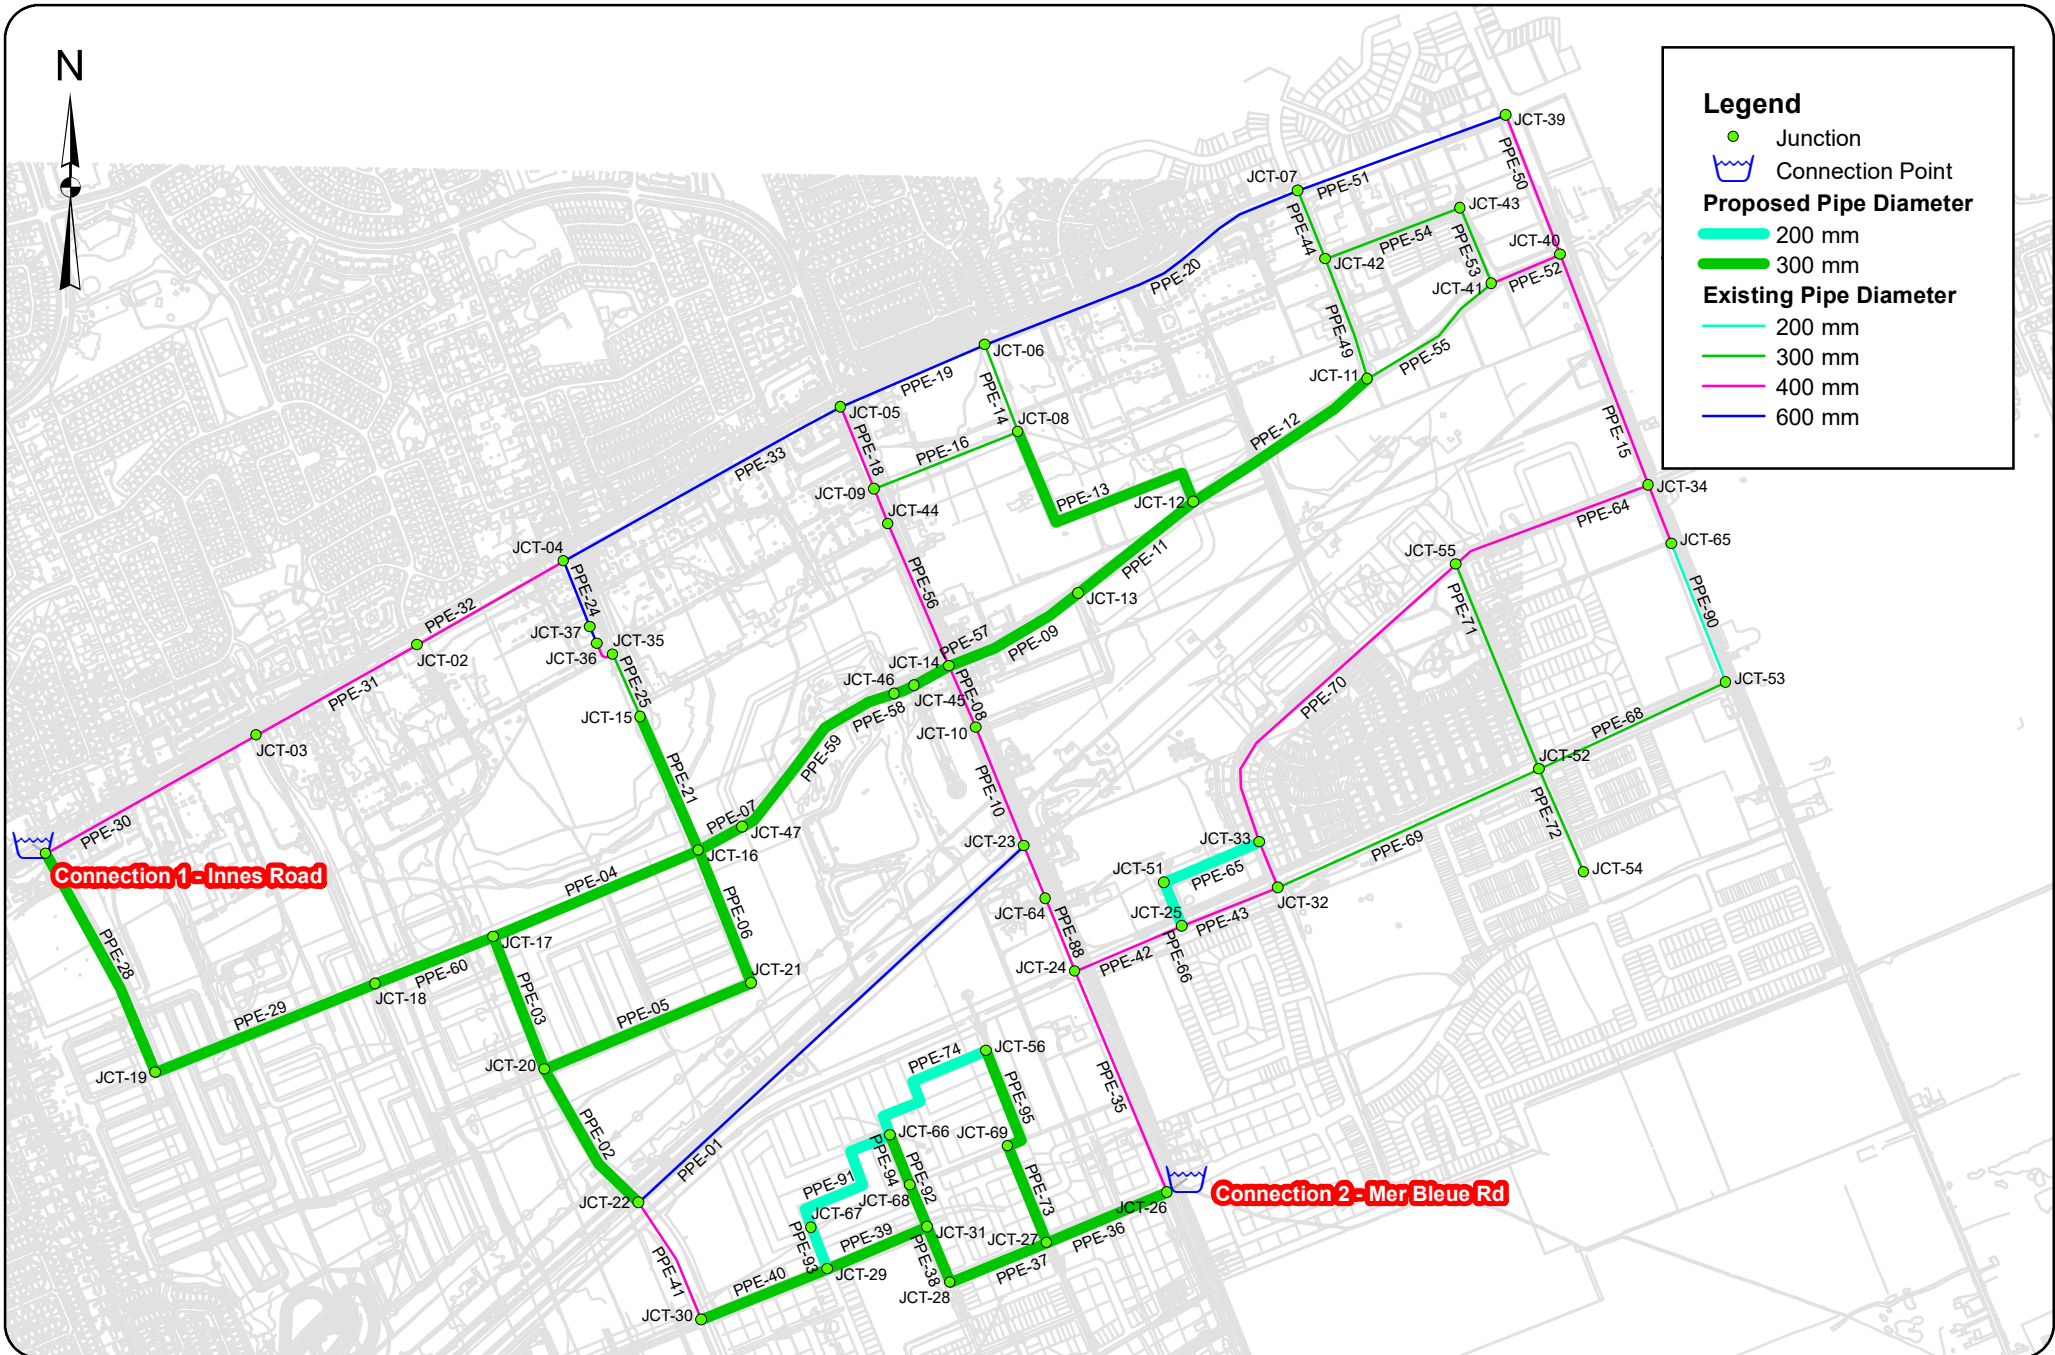 N
Legend
Junction
Connection Point
Proposed Pipe Diameter
200 mm
300 mm
Existing Pipe Diameter
200 mm
300 mm
400 mm
600 mm
JCT-39
PPE-50
JCT-07
PPE-51
JCT-43
PPE-44
PPE-54
JCT-40
JCT-42
PPE-53
PPE-52
JCT-41
PPE-20
PPE-49
PPE-55
JCT-06
JCT-11
PPE-19
PPE-14
JCT-05
JCT-08
PPE-12
PPE-15
PPE-18
PPE-16
PPE-33
JCT-09
PPE-13
JCT-12
JCT-34
JCT-44
PPE-64
JCT-04
JCT-65
JCT-55
PPE-11
PPE-24
PPE-56
JCT-13
PPE-71
PPE-90
PPE-32
JCT-37
JCT-35
JCT-36
JCT-02
PPE-57
PPE-09
JCT-14
PPE-25
JCT-46
JCT-45
PPE-08
PPE-31
JCT-15
PPE-58
JCT-53
PPE-70
PPE-68
JCT-10
JCT-03
PPE-59
JCT-52
PPE-21
PPE-10
PPE-07
JCT-47
PPE-72
PPE-30
JCT-16
JCT-23
JCT-33
PPE-69
Connection 1 - Innes Road
PPE-04
JCT-51
PPE-65
JCT-54
JCT-32
JCT-64
JCT-25
PPE-43
PPE-06
PPE-88
JCT-17
PPE-66
PPE-42
JCT-24
PPE-28
PPE-60
JCT-21
JCT-18
PPE-03
PPE-29
PPE-05
JCT-56
PPE-74
JCT-20
JCT-19
PPE-35
PPE-95
PPE-02
JCT-66
JCT-69
PPE-01
PPE-94
PPE-92
PPE-91
JCT-68
PPE-73
Connection 2 - Mer Bleue Rd
JCT-26
JCT-22
JCT-67
PPE-39
JCT-31
JCT-27
PPE-36
PPE-93
PPE-41
PPE-40
JCT-29
PPE-38
PPE-37
JCT-28
JCT-30